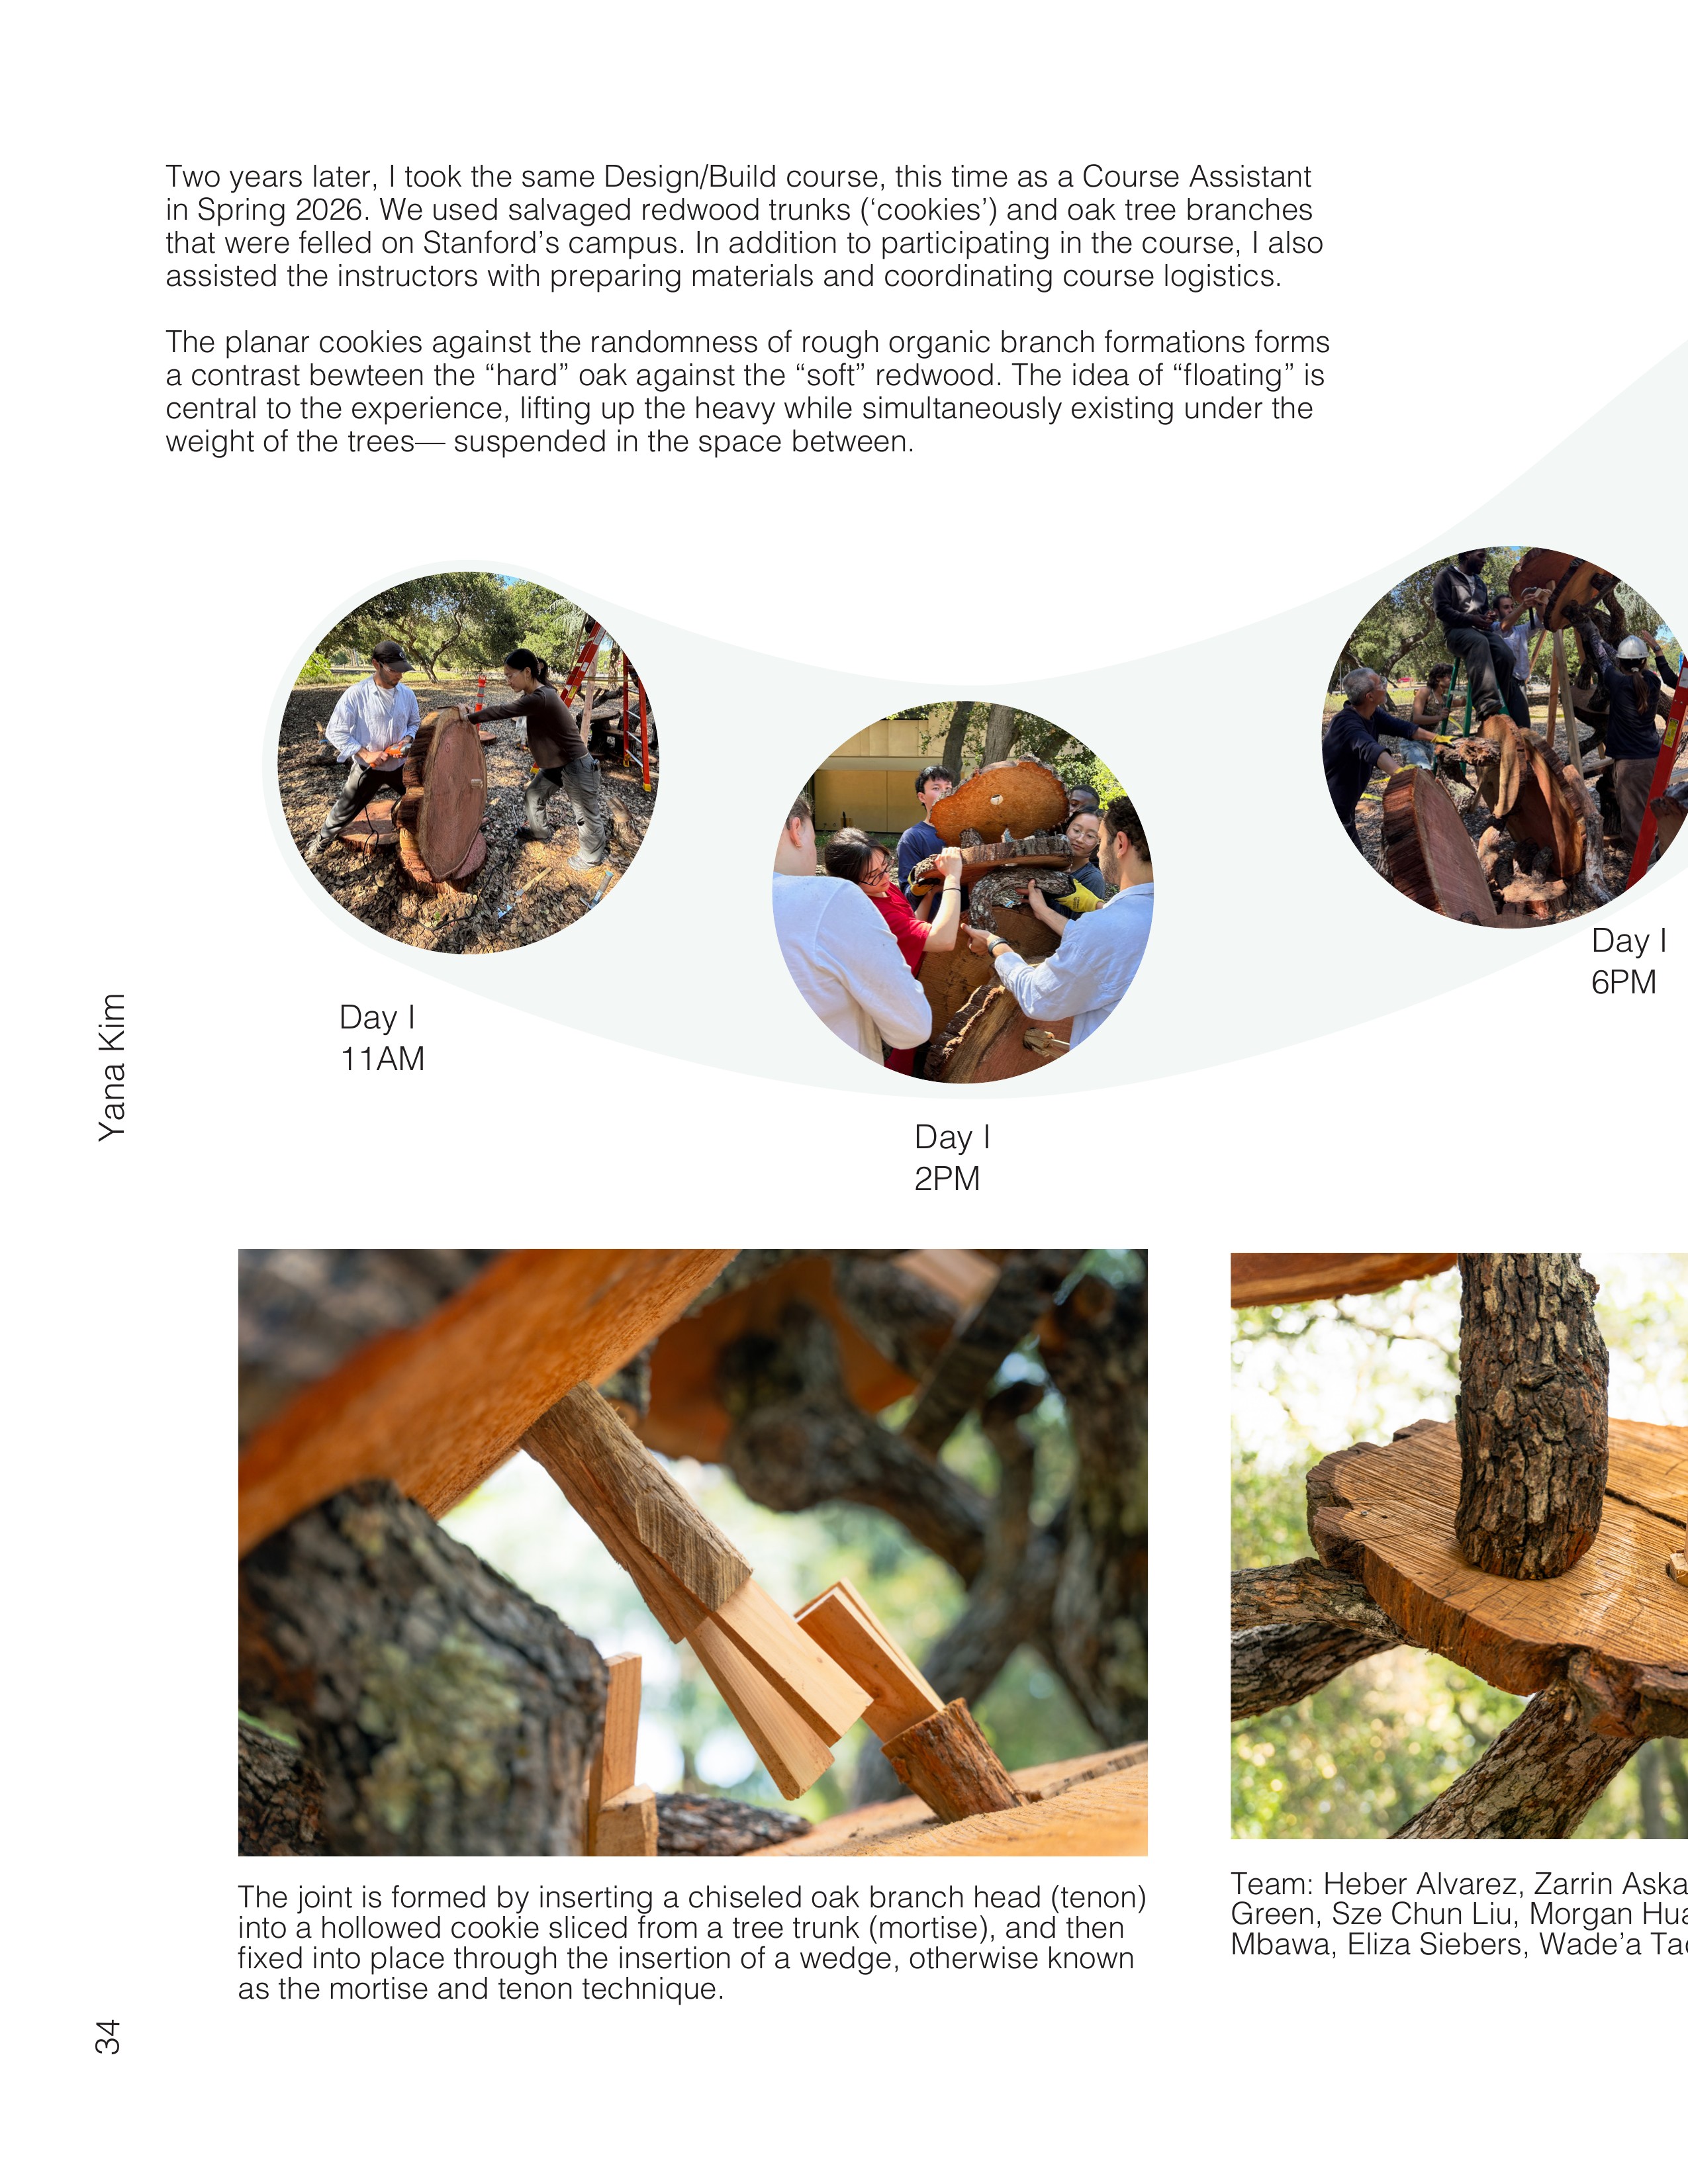 Two years later, I took the same Design/Build course, this time as a Course Assistant
in Spring 2026. We used salvaged redwood trunks (‘cookies’) and oak tree branches
that were felled on Stanford’s campus. In addition to participating in the course, I also
assisted the instructors with preparing materials and coordinating course logistics.
The planar cookies against the randomness of rough organic branch formations forms
a contrast bewteen the “hard” oak against the “soft” redwood. The idea of “floating” is
central to the experience, lifting up the heavy while simultaneously existing under the
weight of the trees— suspended in the space between.
Day I
6PM
Day I
11AM
Day I
2PM
Yana Kim
The joint is formed by inserting a chiseled oak branch head (tenon)
into a hollowed cookie sliced from a tree trunk (mortise), and then
fixed into place through the insertion of a wedge, otherwise known
as the mortise and tenon technique.
Team: Heber Alvarez, Zarrin
Green, Sze Chun Liu, Morgan
Mbawa, Eliza Siebers, Wade’a
34